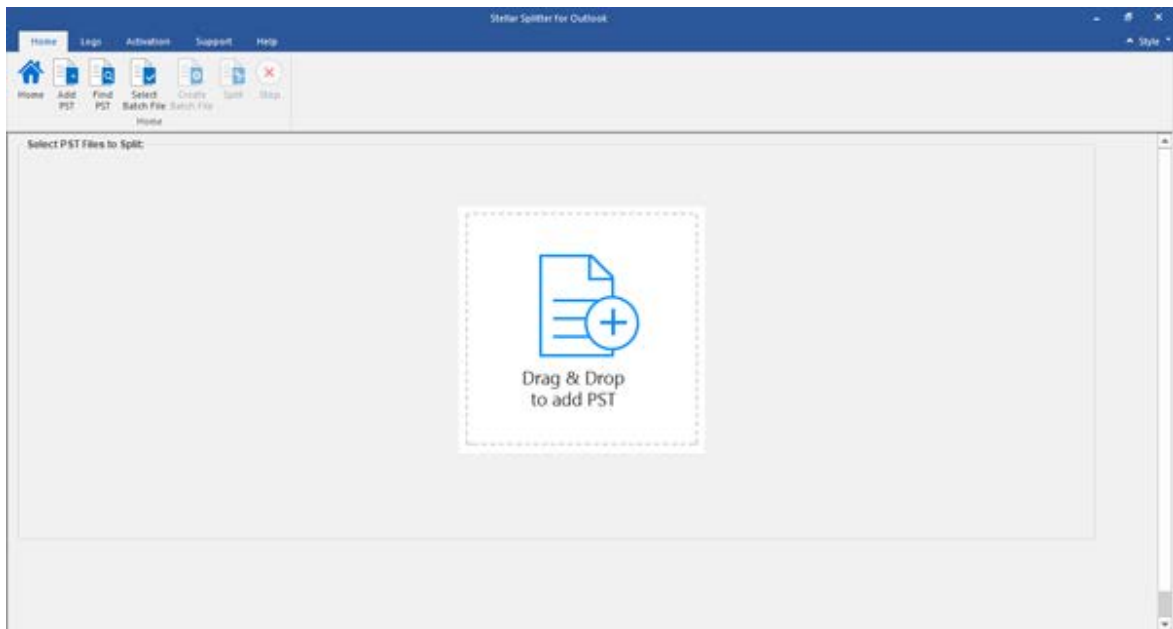 Stellar Splitter for Outlook
Home Logs Activation Support Help
Style
Home Add PST Find PST Select Batch File Create Batch File Split Stop
Home
Select PST Files to Split:
Drag & Drop
to add PST